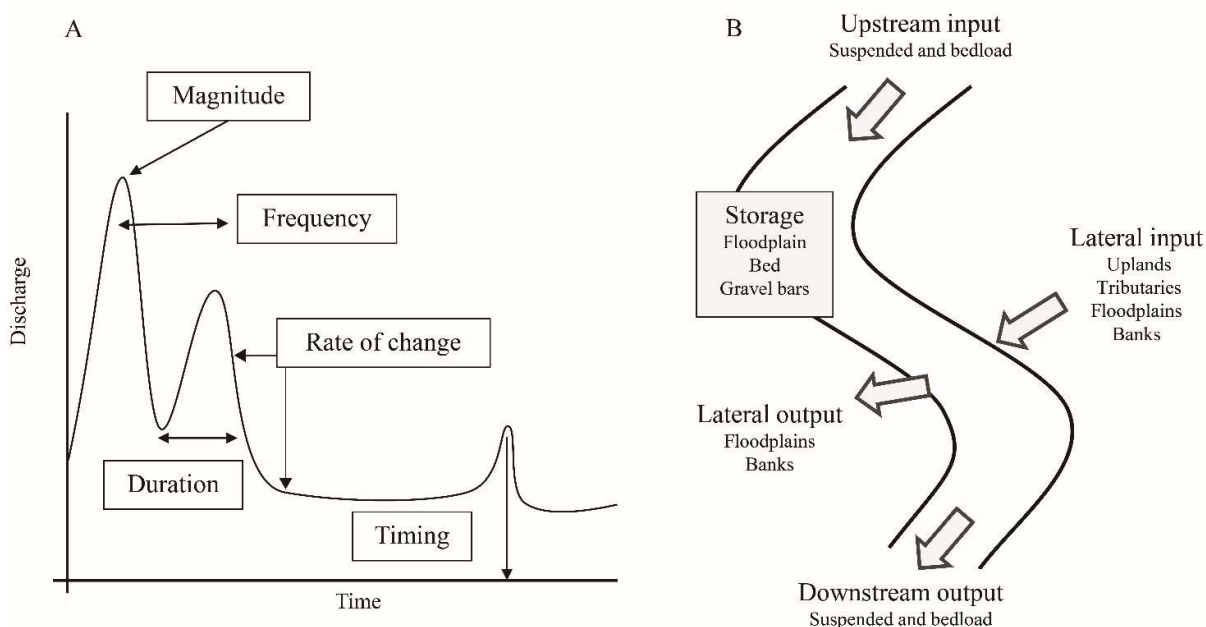 A
Magnitude
Frequency
Rate of change
Duration
Timing
Discharge
Time
B
Upstream input
Suspended and bedload
Storage
Floodplain
Bed
Gravel bars
Lateral input
Uplands
Tributaries
Floodplains
Banks
Lateral output
Floodplains
Banks
Downstream output
Suspended and bedload